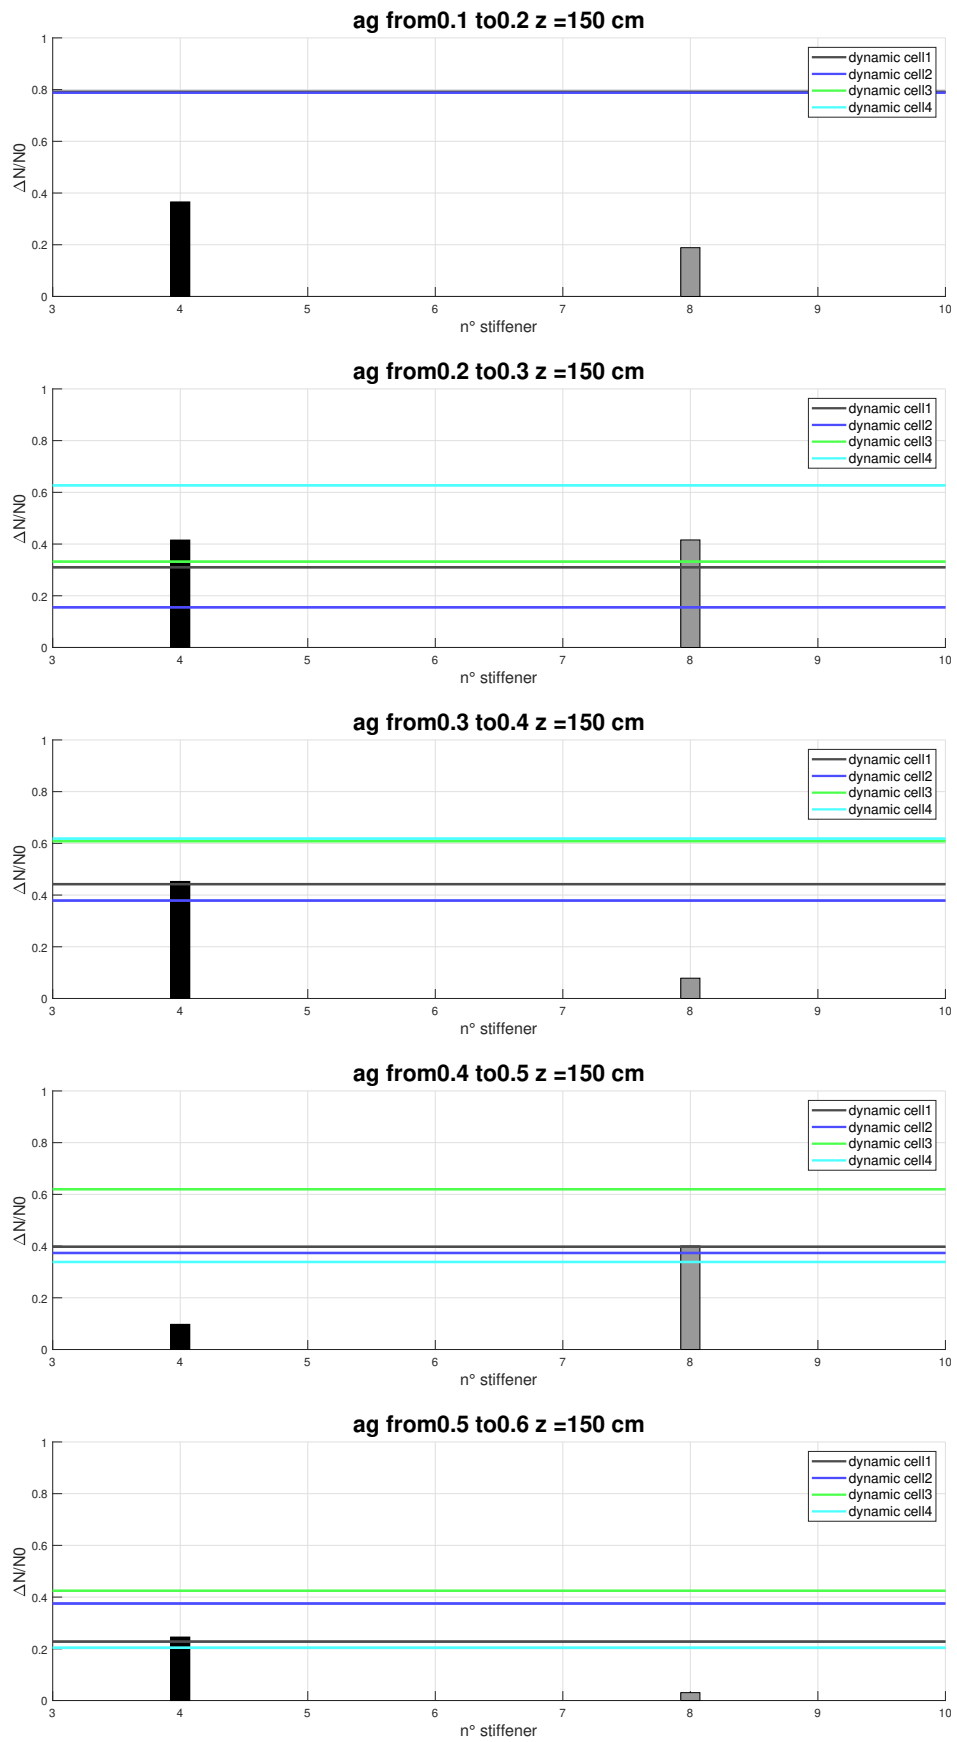 ag from0.1 to0.2 z =150 cm
1
0.8
0.6
0.4
0.2
0
ΔN/N0
dynamic cell1
dynamic cell2
dynamic cell3
dynamic cell4
3 4 5 6 7 8 9 10
n° stiffener
ag from0.2 to0.3 z =150 cm
1
0.8
0.6
0.4
0.2
0
ΔN/N0
dynamic cell1
dynamic cell2
dynamic cell3
dynamic cell4
3 4 5 6 7 8 9 10
n° stiffener
ag from0.3 to0.4 z =150 cm
1
0.8
0.6
0.4
0.2
0
ΔN/N0
dynamic cell1
dynamic cell2
dynamic cell3
dynamic cell4
3 4 5 6 7 8 9 10
n° stiffener
ag from0.4 to0.5 z =150 cm
1
0.8
0.6
0.4
0.2
0
ΔN/N0
dynamic cell1
dynamic cell2
dynamic cell3
dynamic cell4
3 4 5 6 7 8 9 10
n° stiffener
ag from0.5 to0.6 z =150 cm
1
0.8
0.6
0.4
0.2
0
ΔN/N0
dynamic cell1
dynamic cell2
dynamic cell3
dynamic cell4
3 4 5 6 7 8 9 10
n° stiffener